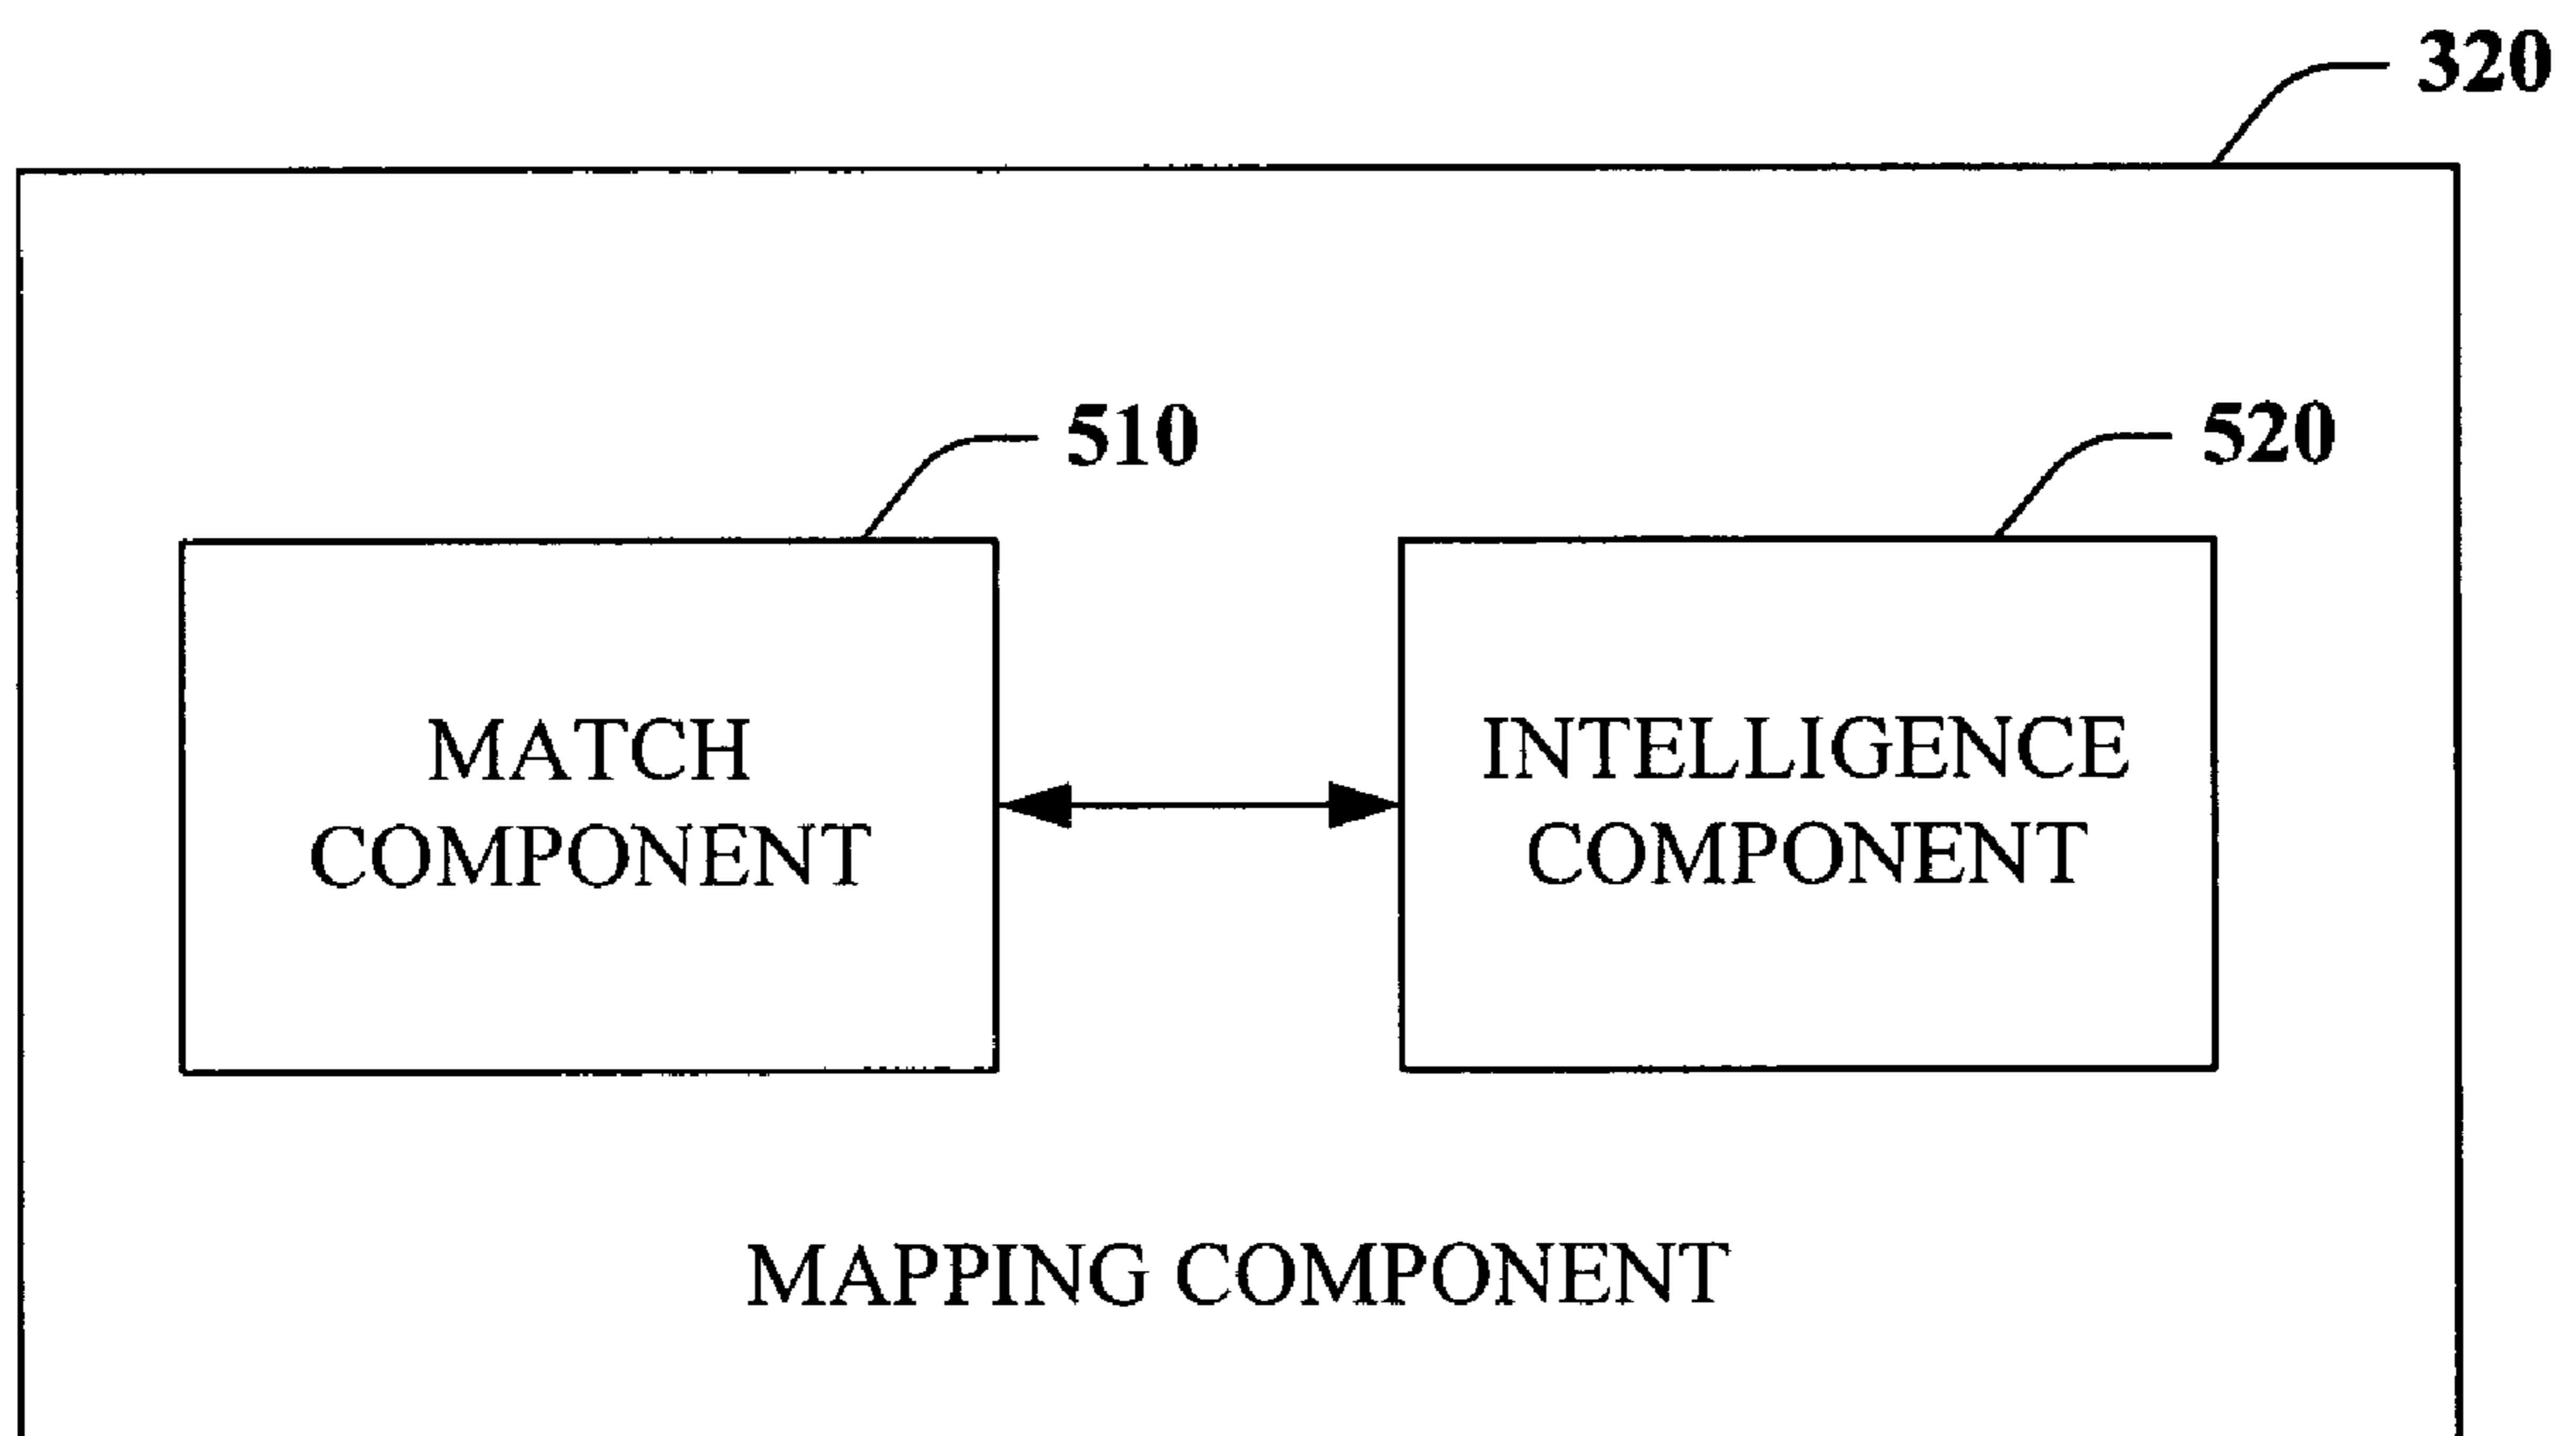 320
510
520
MATCH
COMPONENT
INTELLIGENCE
COMPONENT
MAPPING COMPONENT